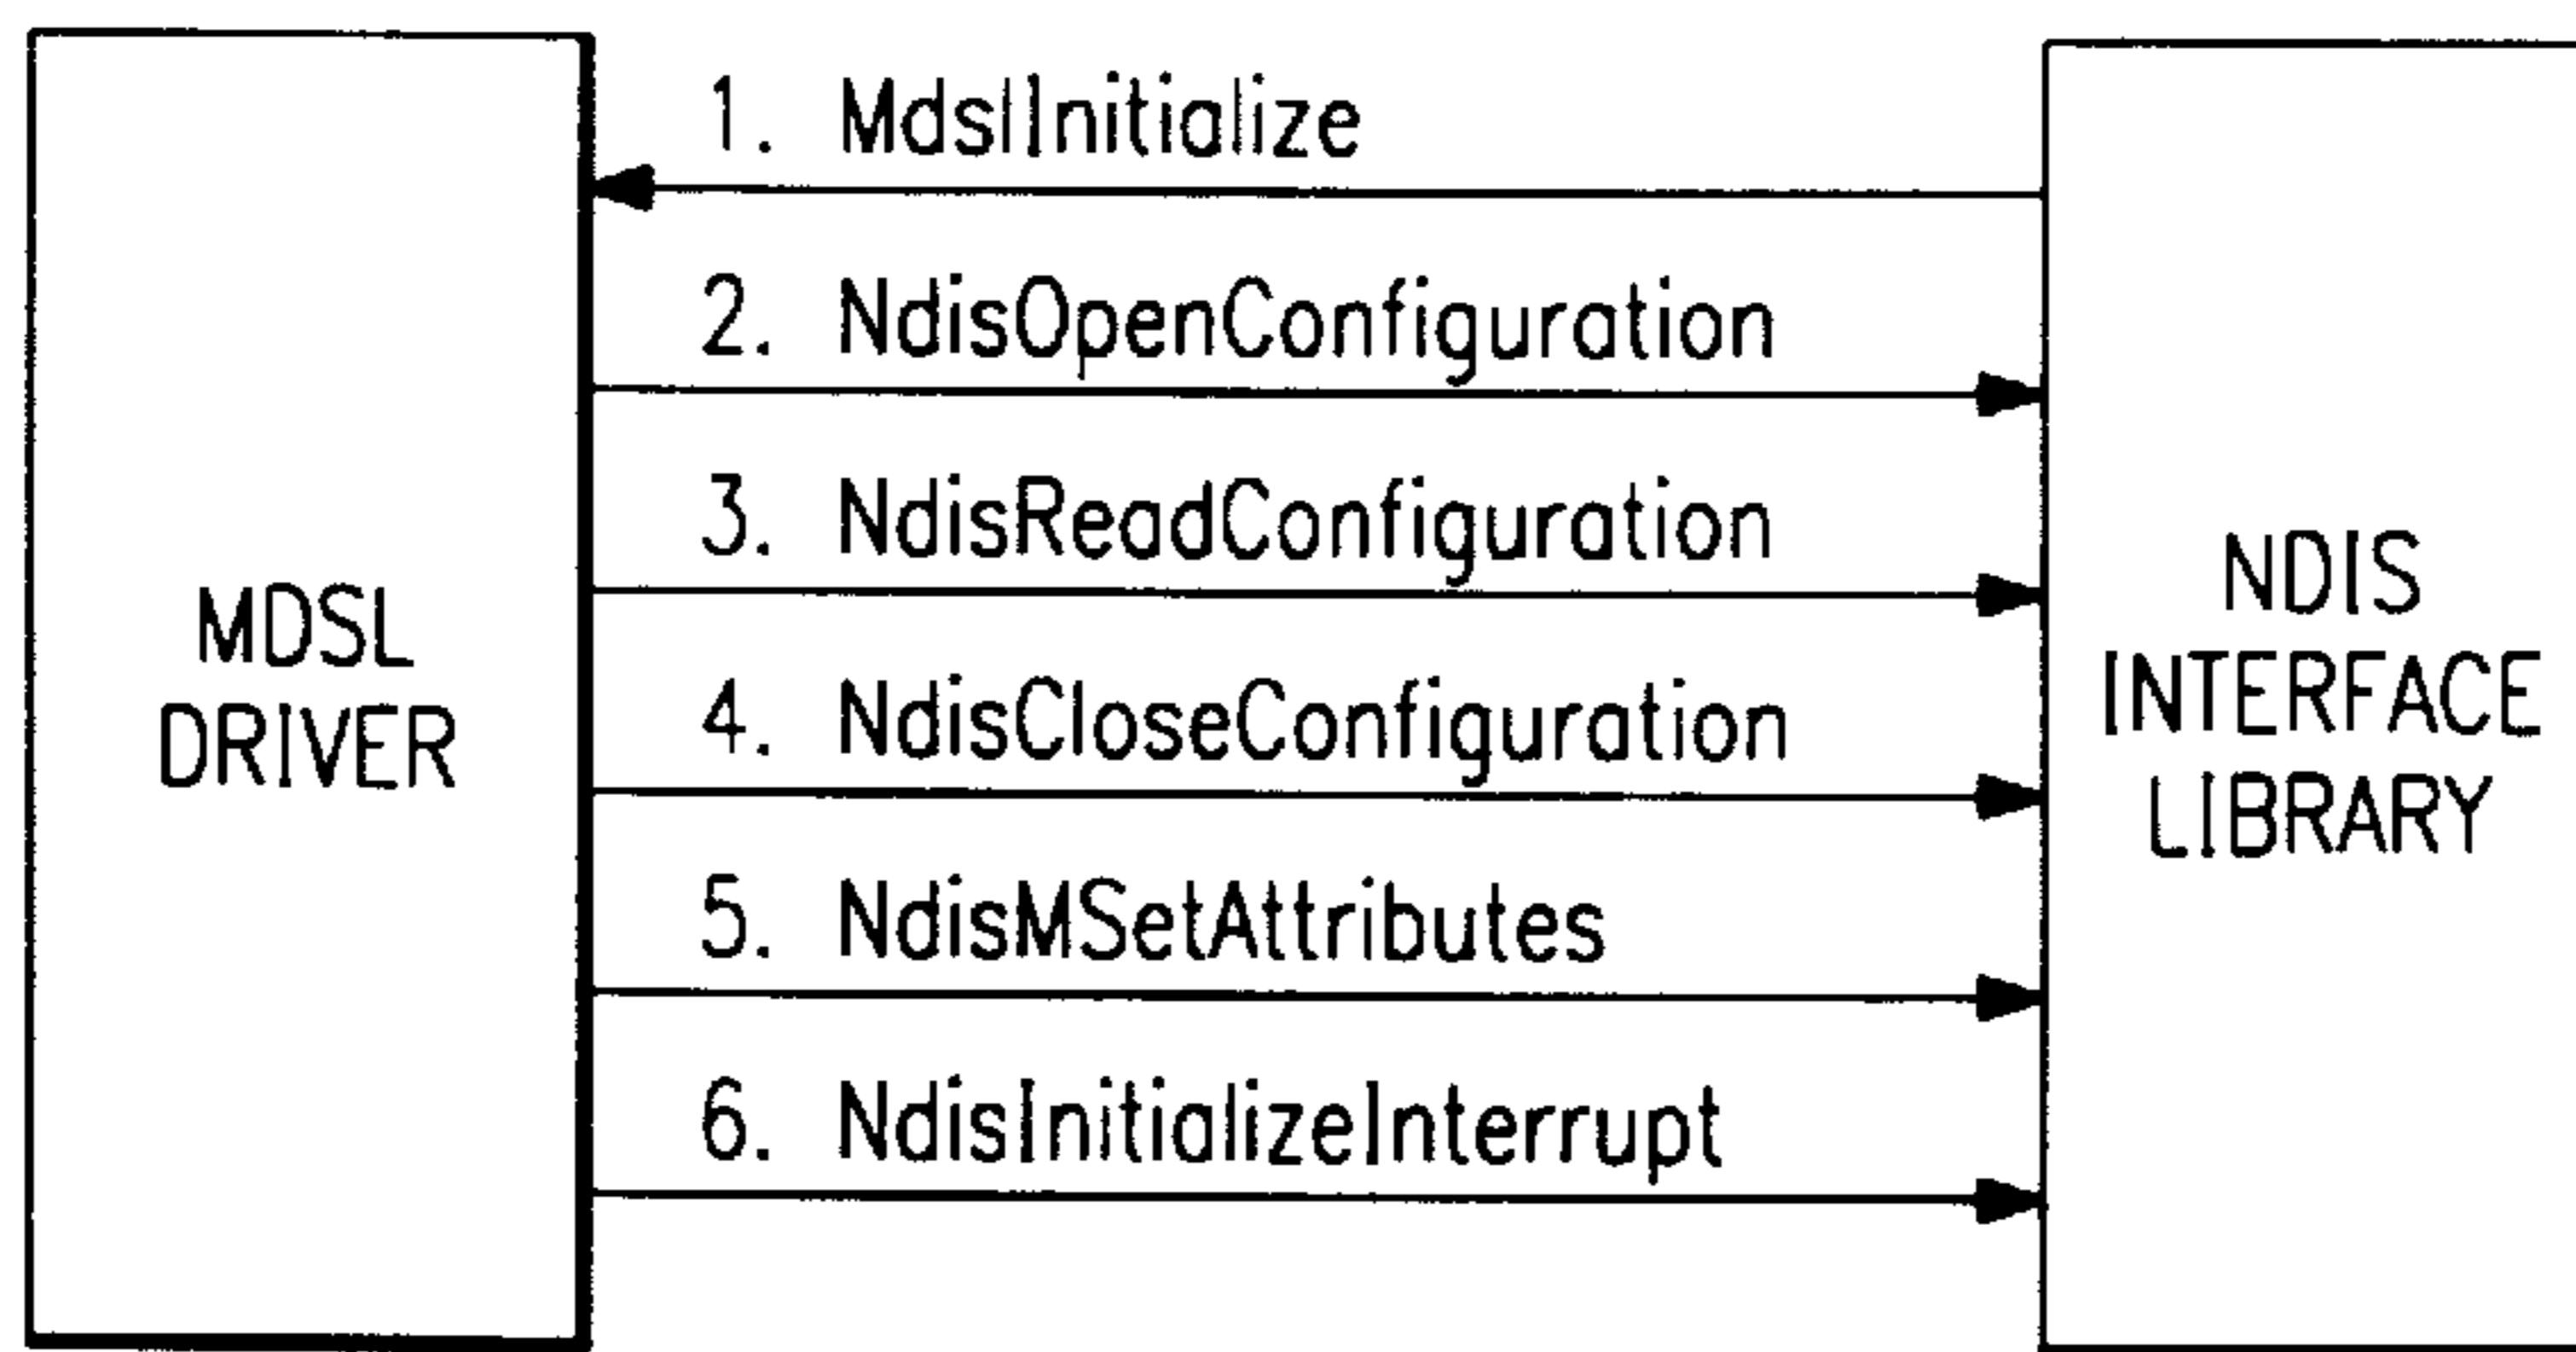 1. MdslInitialize
2. NdisOpenConfiguration
3. NdisReadConfiguration
4. NdisCloseConfiguration
5. NdisMSetAttributes
6. NdisInitializeInterrupt
MDSL
DRIVER
NDIS
INTERFACE
LIBRARY